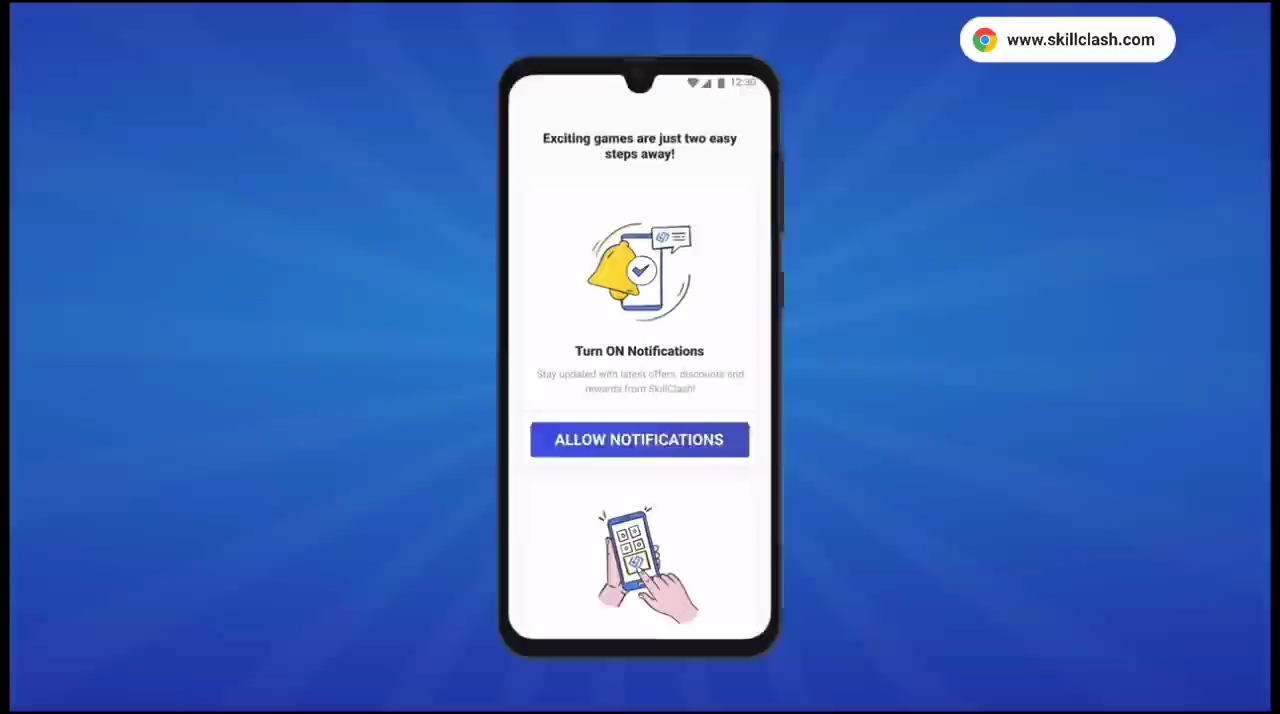 www.skillclash.com
12:30
Exciting games are just two easy
steps away!
Turn ON Notifications
Stay updated with latest offers, discounts and
rewards from SkillClash!
ALLOW NOTIFICATIONS